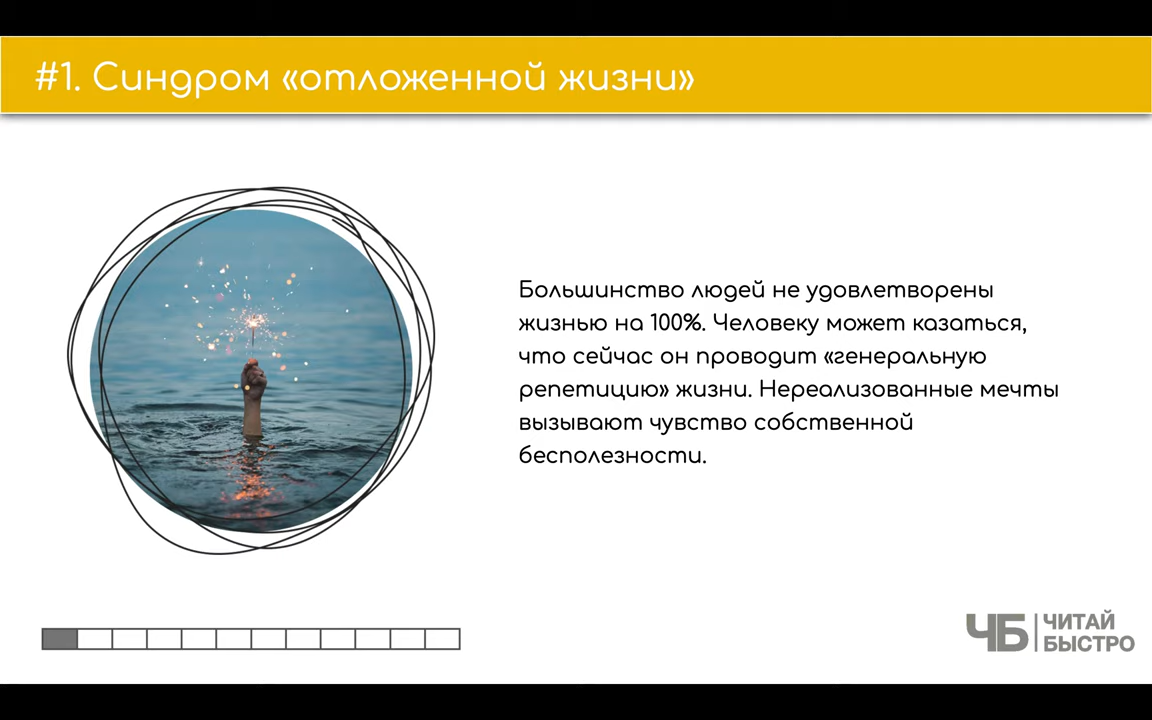 #1. Синдром «отложенной жизни»
Большинство людей не удовлетворены
жизнью на 100%. Человеку может казаться,
что сейчас он проводит «генеральную
репетицию» жизни. Нереализованные мечты
вызывают чувство собственной
бесполезности.
ЧБ
ЧИТАЙ
БЫСТРО